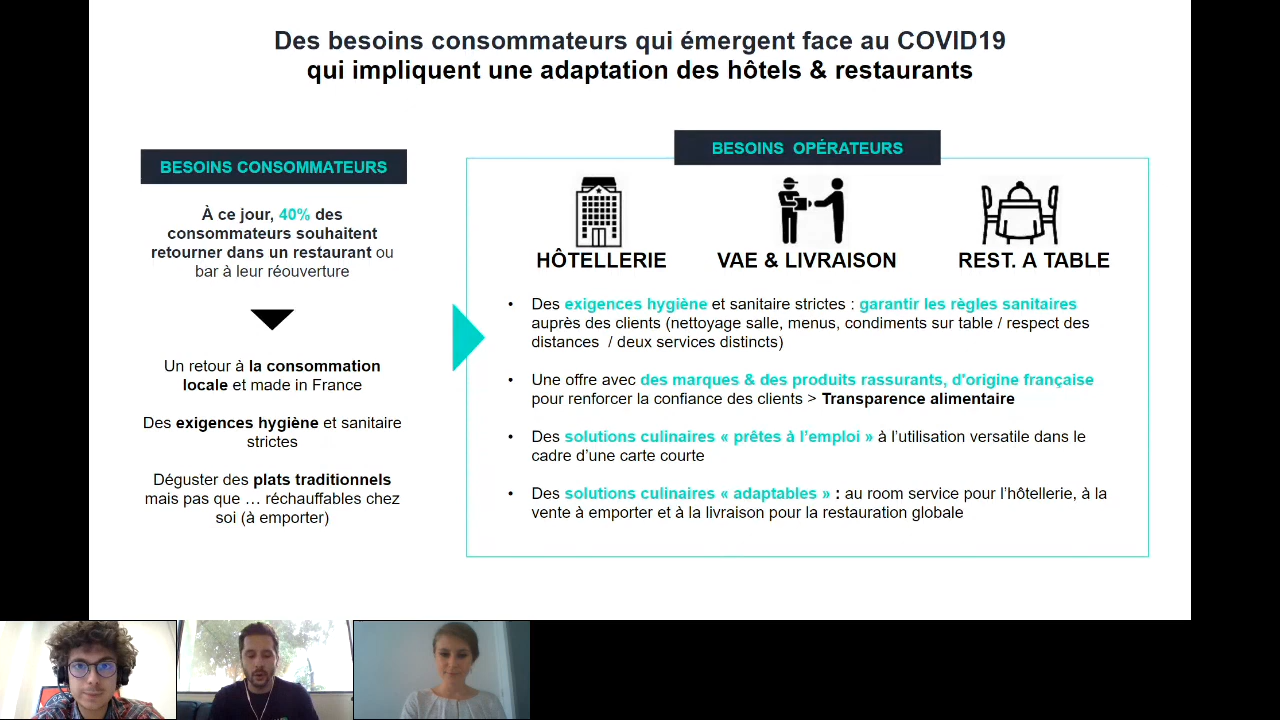 Des besoins consommateurs qui émergent face au COVID19
qui impliquent une adaptation des hôtels & restaurants
BESOINS CONSOMMATEURS
À ce jour, 40% des
consommateurs souhaitent
retourner dans un restaurant ou
bar à leur réouverture
Un retour à la consommation
locale et made in France
Des exigences hygiène et sanitaire
strictes
Déguster des plats traditionnels
mais pas que … réchauffables chez
soi (à emporter)
BESOINS OPÉRATEURS
HÔTELLERIE
VAE & LIVRAISON
REST. A TABLE
• Des exigences hygiène et sanitaire strictes : garantir les règles sanitaires
auprès des clients (nettoyage salle, menus, condiments sur table / respect des
distances / deux services distincts)
• Une offre avec des marques & des produits rassurants, d'origine française
pour renforcer la confiance des clients > Transparence alimentaire
• Des solutions culinaires « prêtes à l’emploi » à l’utilisation versatile dans le
cadre d’une carte courte
• Des solutions culinaires « adaptables » : au room service pour l’hôtellerie, à la
vente à emporter et à la livraison pour la restauration globale